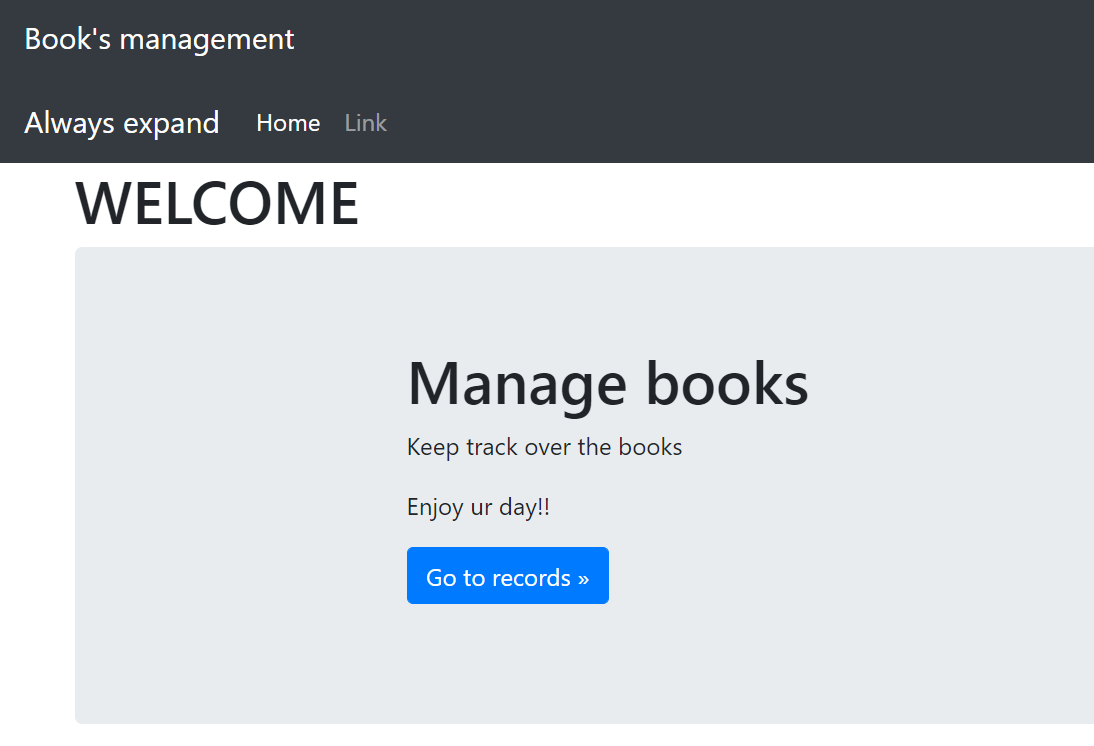 Book's management
Always expand Home Link
WELCOME
Manage books
Keep track over the books
Enjoy ur day!!
Go to records »